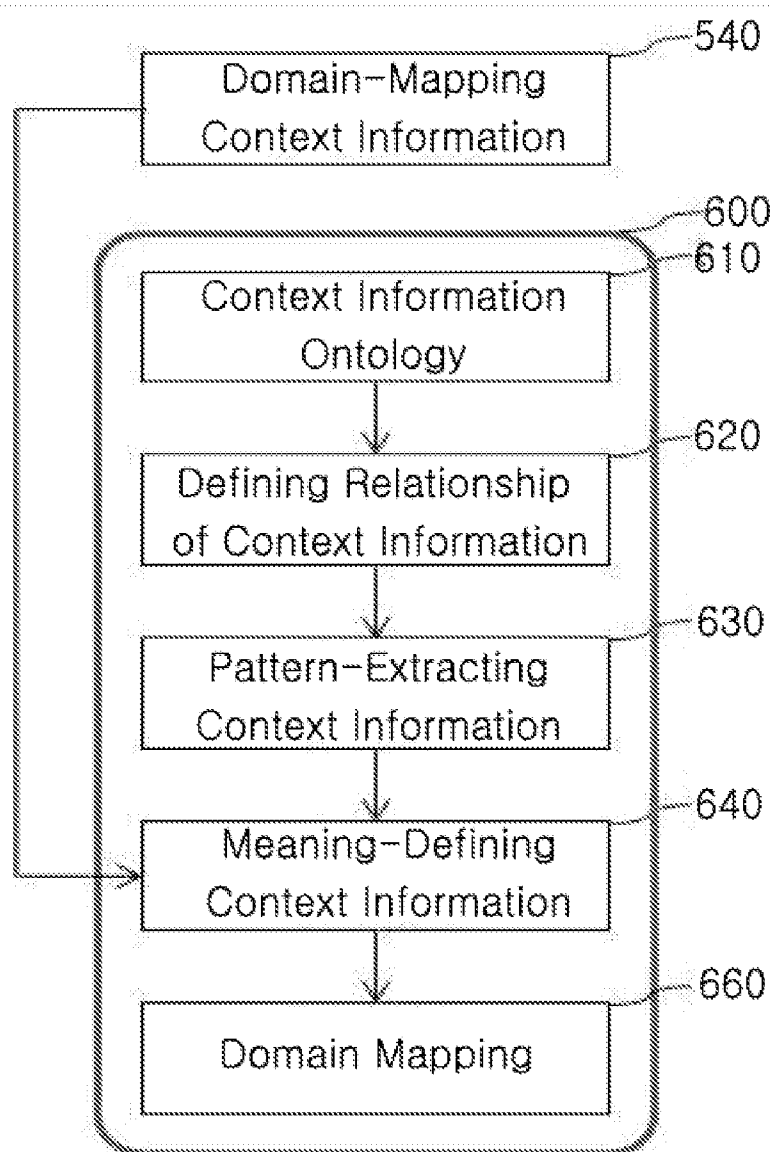 540
Domain-Mapping
Context Information
600
610
Context Information
Ontology
620
Defining Relationship
of Context Information
630
Pattern-Extracting
Context Information
640
Meaning-Defining
Context Information
660
Domain Mapping